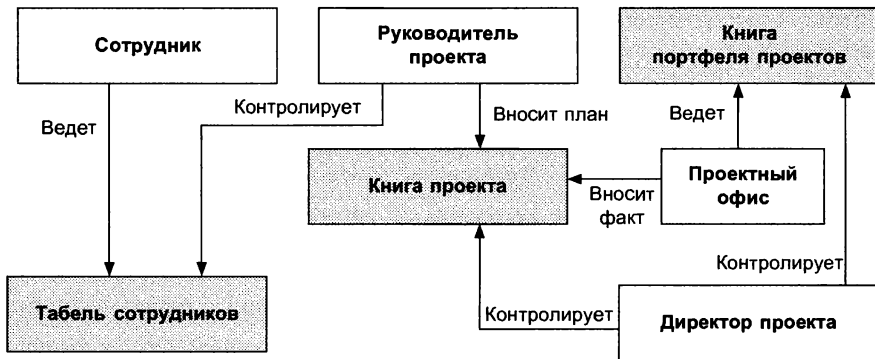 Сотрудник
Руководитель
проекта
Книга
портфеля проектов
Ведет
Контролирует
Вносит план
Ведет
Книга проекта
Вносит
факт
Проектный
офис
Контролирует
Табель сотрудников
Контролирует
Директор проекта